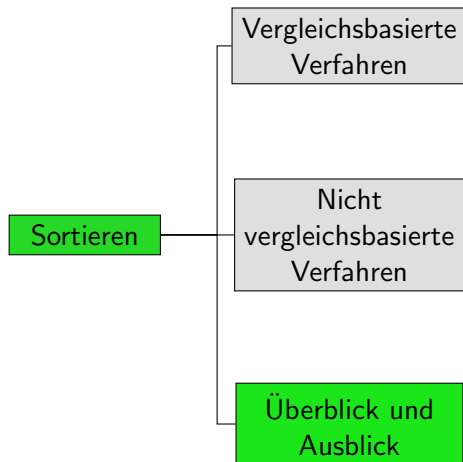 Vergleichsbasierte
Verfahren
Sortieren
Nicht
vergleichsbasierte
Verfahren
Überblick und
Ausblick